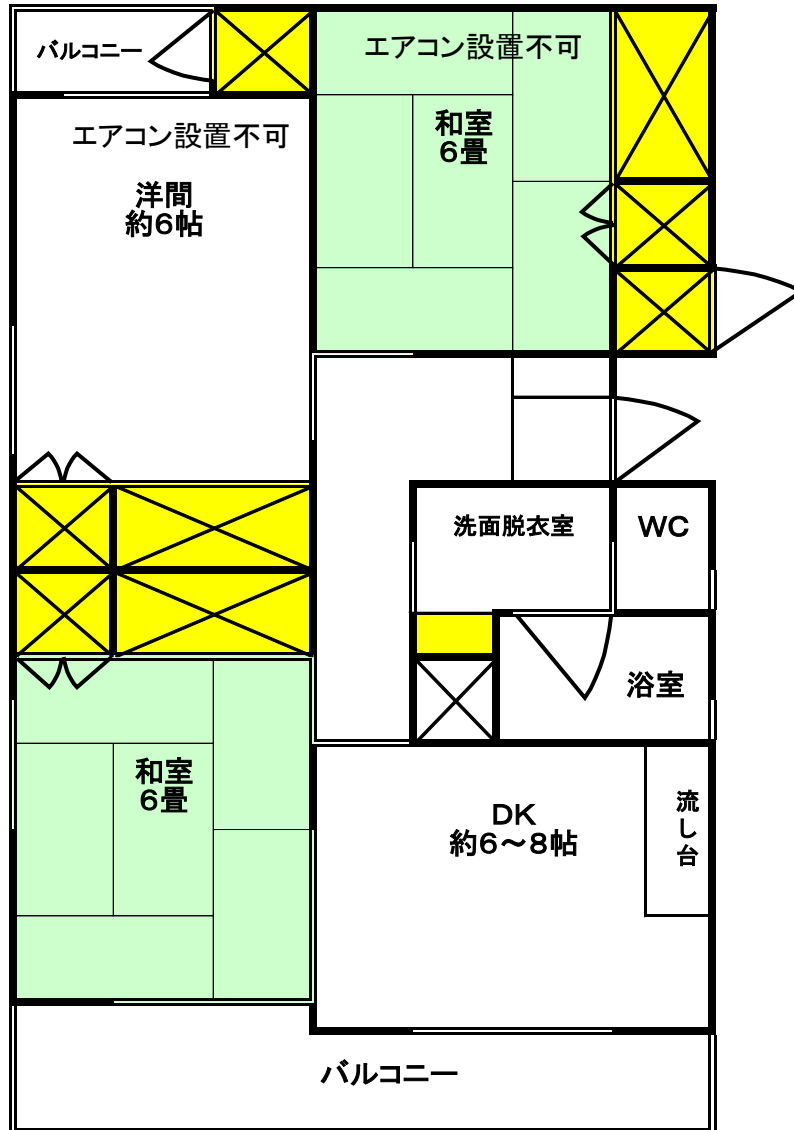 バルコニー
エアコン設置不可
エアコン設置不可
和室
6畳
洋間
約6帖
洗面脱衣室
WC
浴室
和室
6畳
DK
約6～8帖
流し台
バルコニー